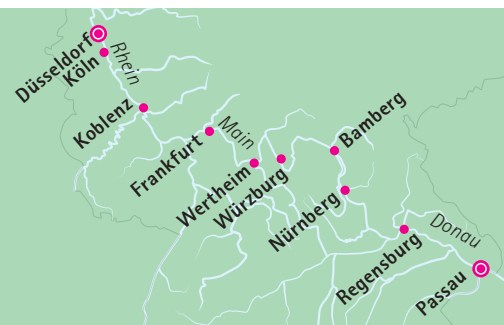 Düsseldorf
Köln
Rhein
Koblenz
Frankfurt
Main
Wertheim
Würzburg
Bamberg
Nürnberg
Regensburg
Donau
Passau